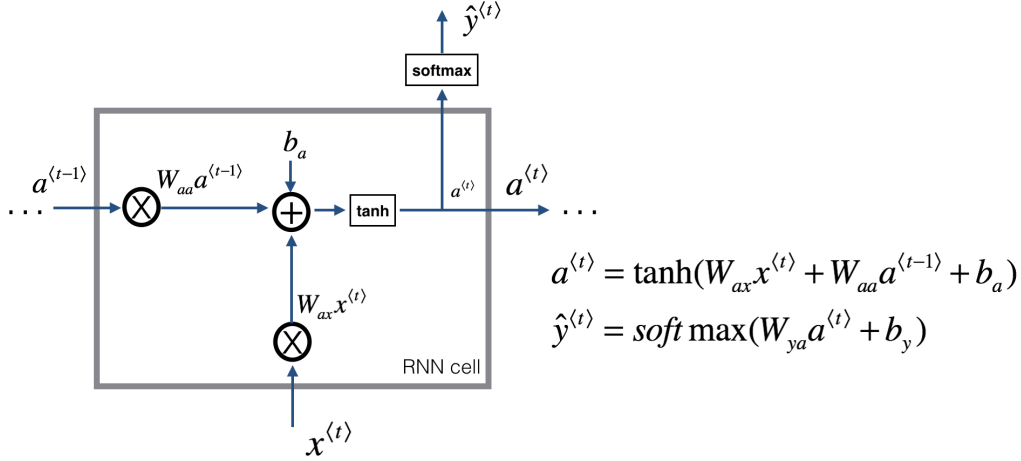 ŷ⟨t⟩
softmax
b_a
a⟨t−1⟩
W_aa a⟨t−1⟩
a⟨t⟩
a⟨t⟩
. . .
×
+
tanh
. . .
a⟨t⟩ = tanh(W_ax x⟨t⟩ + W_aa a⟨t−1⟩ + b_a)
W_ax x⟨t⟩
ŷ⟨t⟩ = soft max(W_ya a⟨t⟩ + b_y)
×
RNN cell
x⟨t⟩